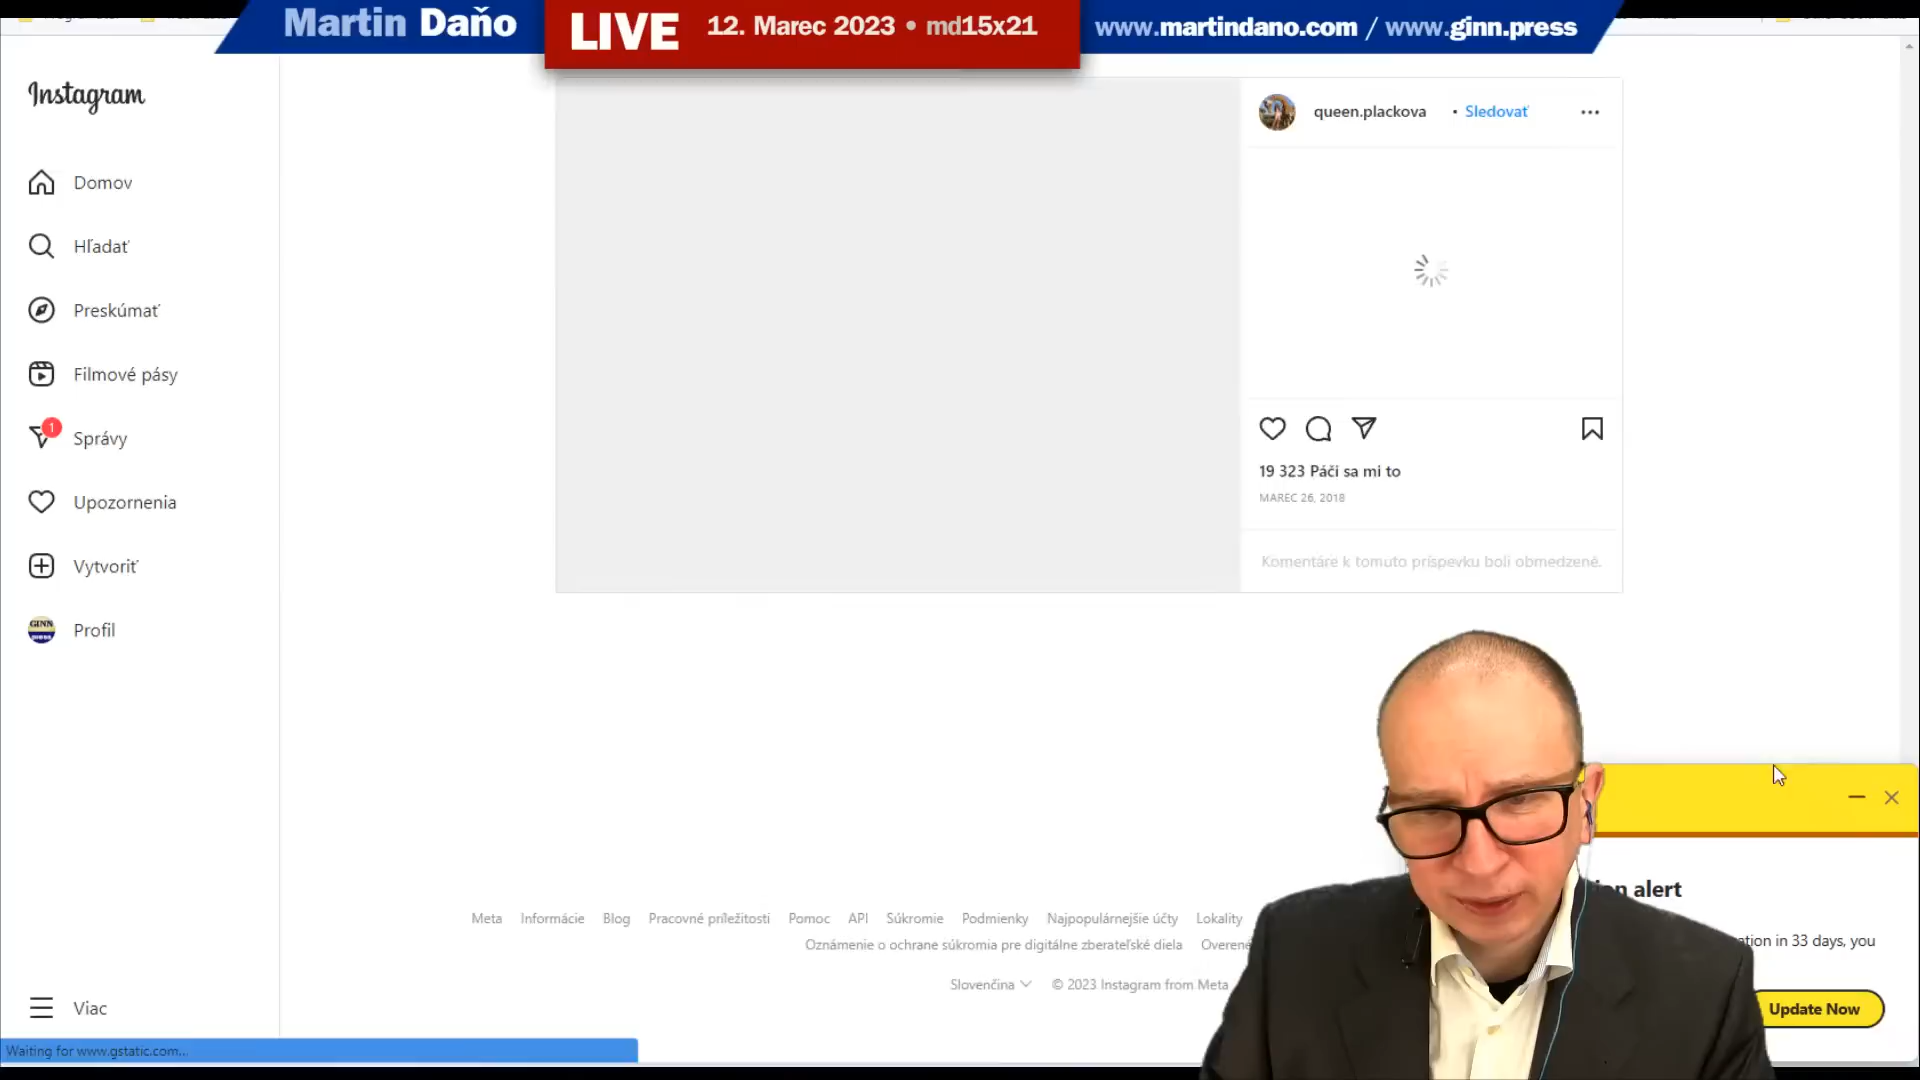 Martin Daňo
LIVE
12. Marec 2023 • md15x21
www.martindano.com / www.ginn.press
Instagram
Domov
Hľadať
Preskúmať
Filmové pásy
1
Správy
Upozornenia
Vytvoriť
GINN
press
Profil
Viac
Waiting for www.gstatic.com...
queen.plackova • Sledovať
19 323 Páči sa mi to
MAREC 26, 2018
Komentáre k tomuto príspevku boli obmedzené.
Meta Informácie Blog Pracovné príležitosti Pomoc API Súkromie Podmienky Najpopulárnejšie účty Lokality
Oznámenie o ochrane súkromia pre digitálne zberateľské diela
Slovenčina © 2023 Instagram from Meta
alert
in 33 days, you
Update Now